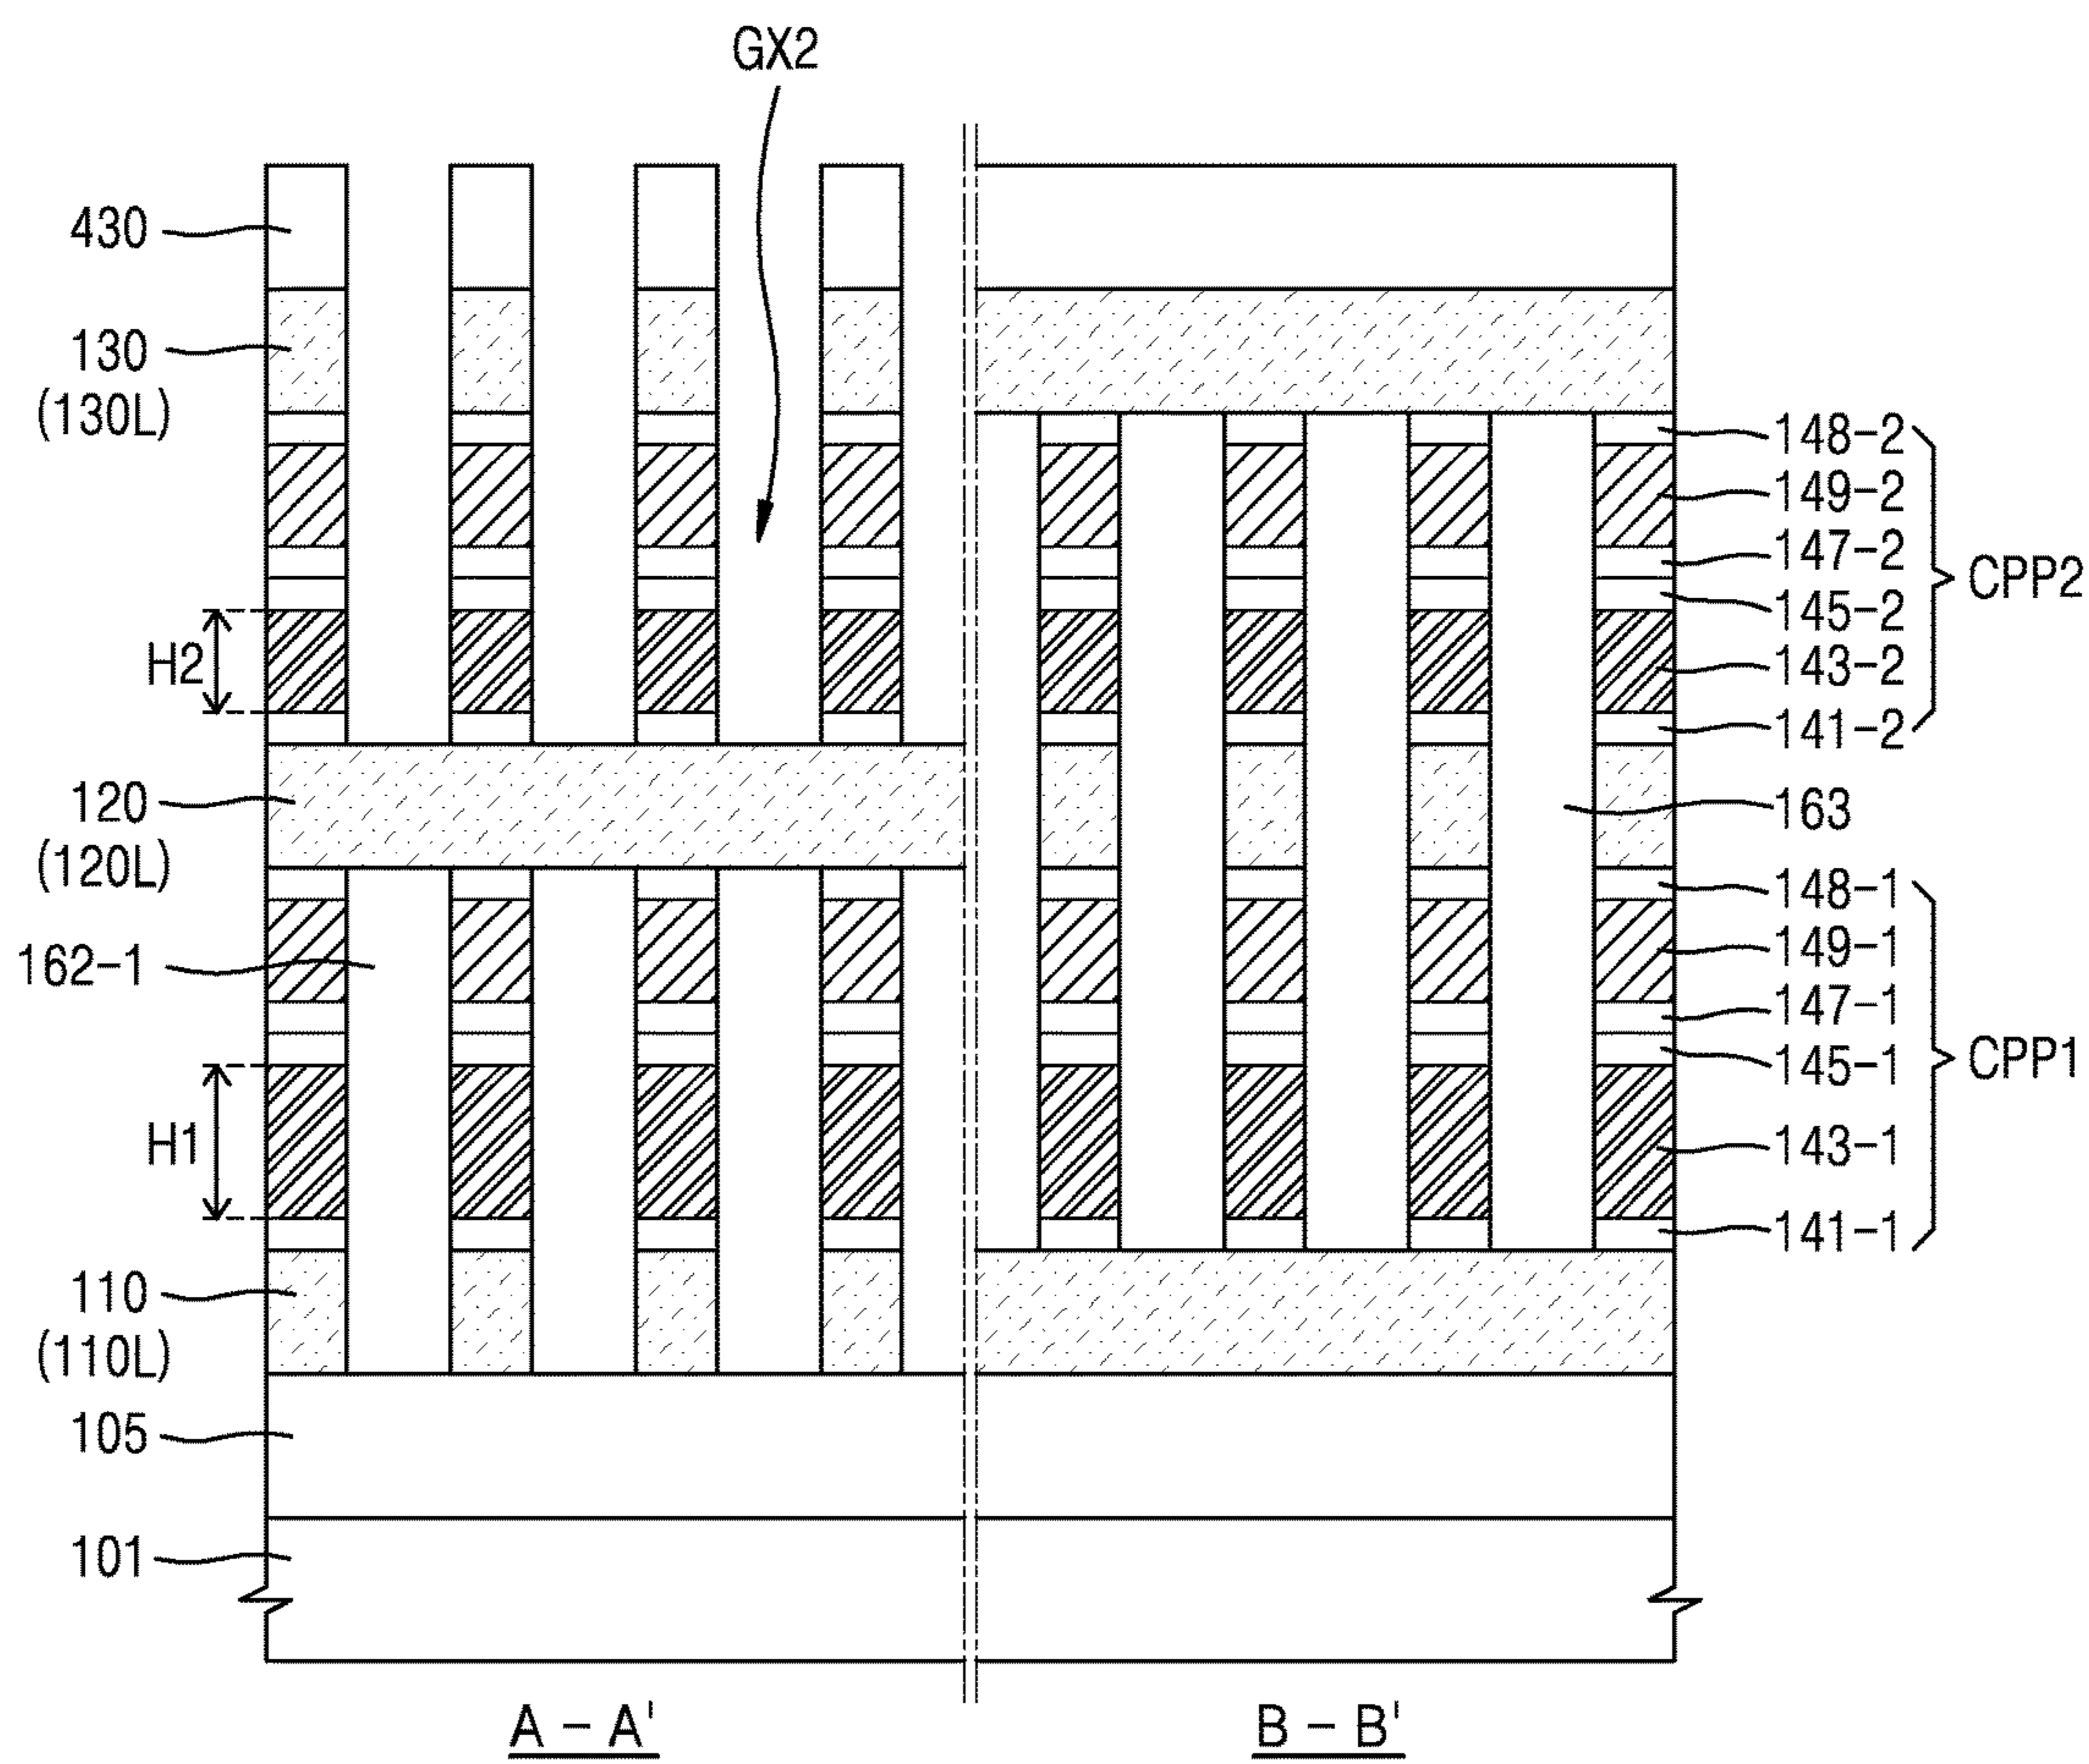 GX2
430
130
(130L)
H2
120
(120L)
162-1
H1
110
(110L)
105
101
148-2
149-2
147-2
145-2
143-2
141-2
CPP2
163
148-1
149-1
147-1
145-1
143-1
141-1
CPP1
A - A'
B - B'